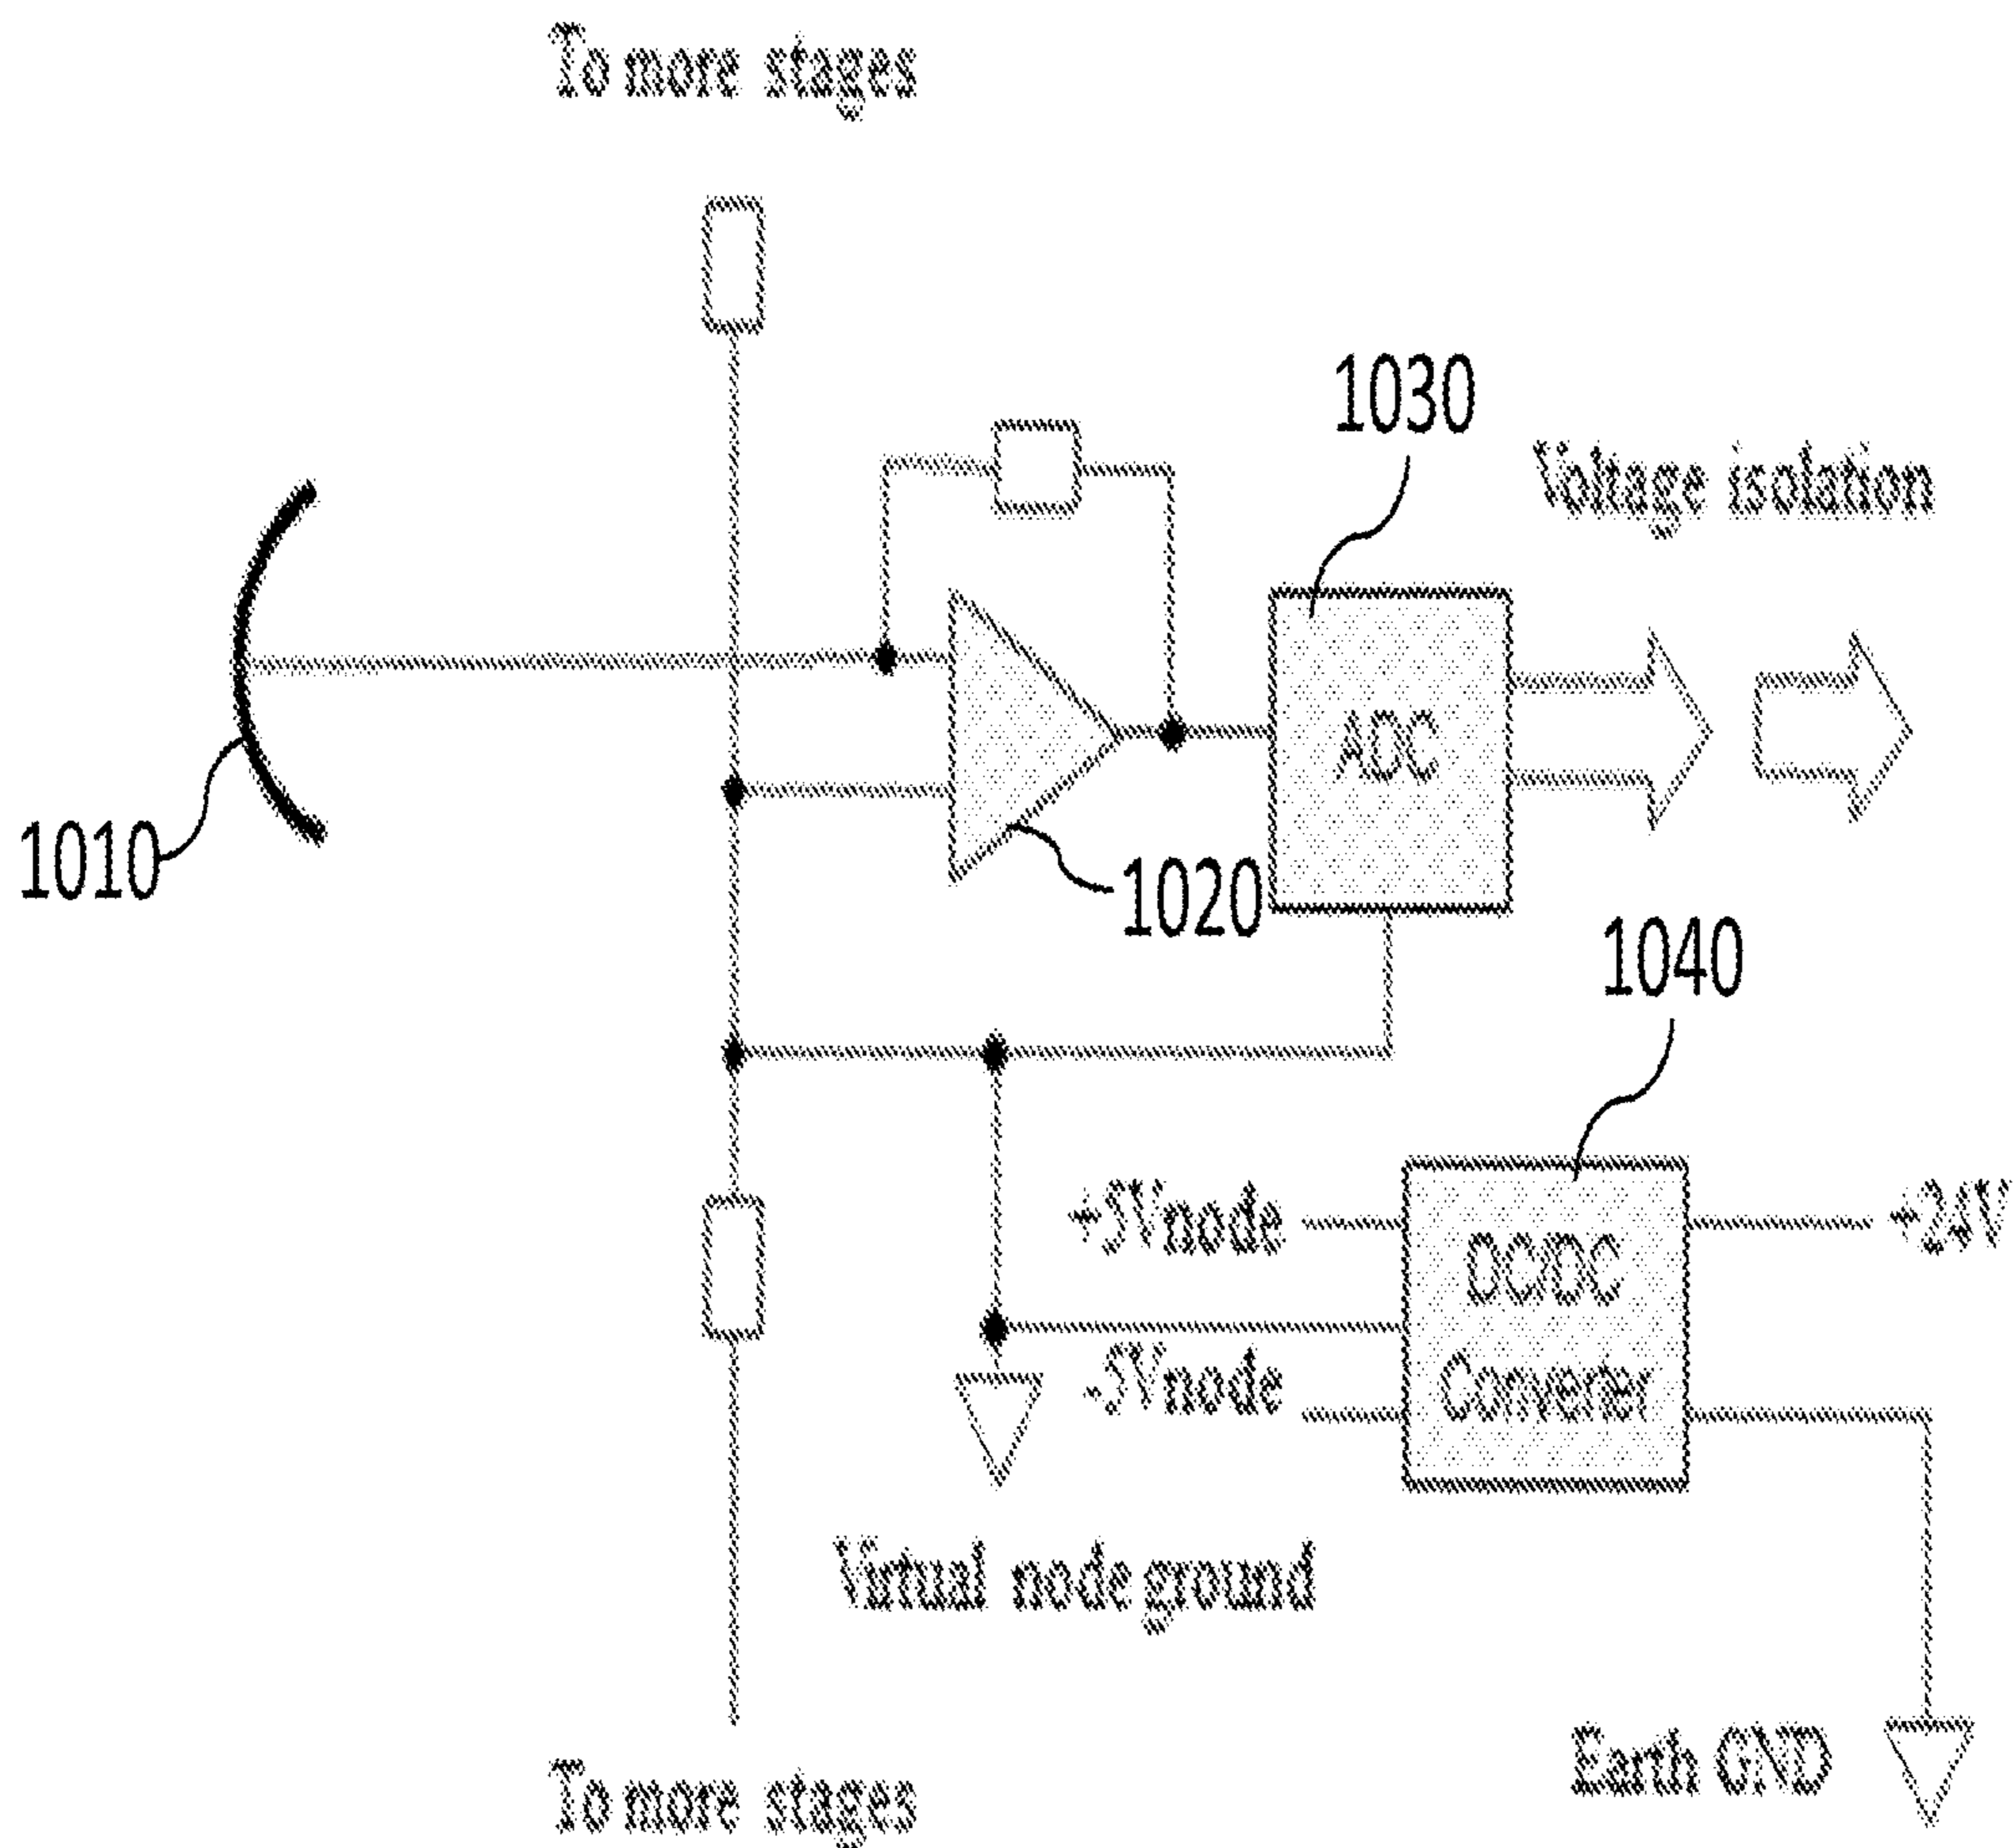 To more stages
1030
Voltage isolation
ADC
1010
1020
1040
+5Vnode
+24V
DC/DC
-5Vnode
Converter
Virtual node ground
Earth GND
To more stages